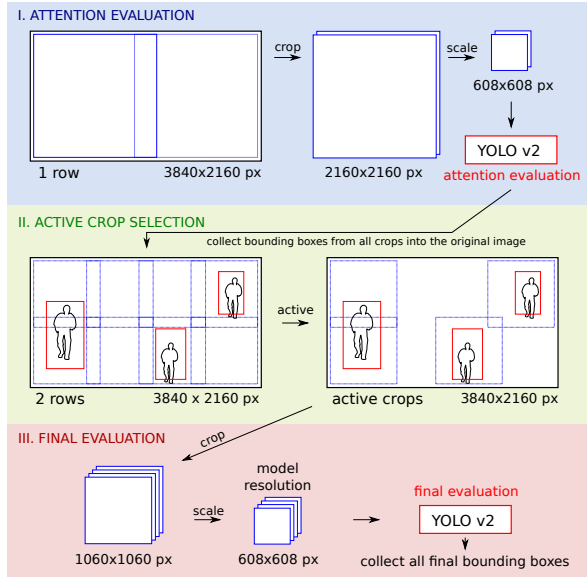 I. ATTENTION EVALUATION
crop
scale
608x608 px
YOLO v2
1 row
3840x2160 px
2160x2160 px
attention evaluation
II. ACTIVE CROP SELECTION
collect bounding boxes from all crops into the original image
active
2 rows
3840 x 2160 px
active crops
3840x2160 px
III. FINAL EVALUATION
crop
model
resolution
scale
final evaluation
YOLO v2
1060x1060 px
608x608 px
collect all final bounding boxes